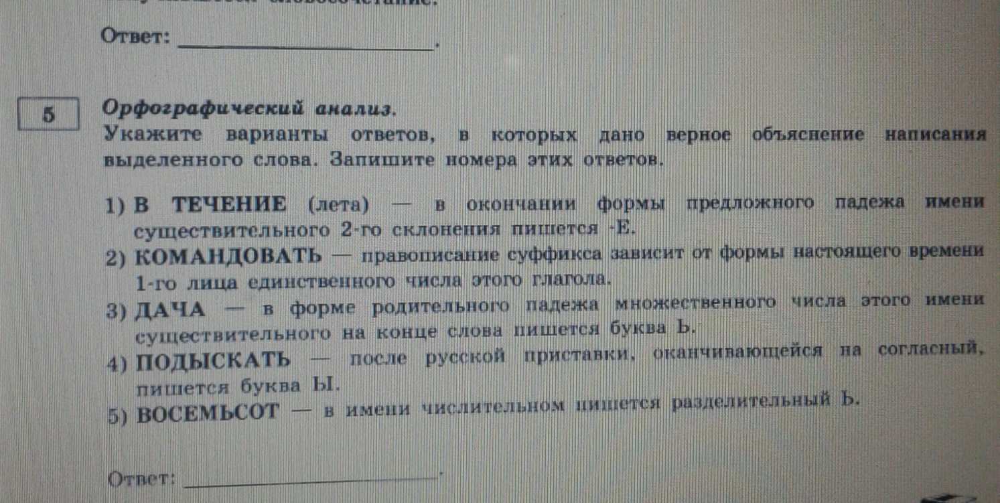 Ответ: ____________.
5
Орфографический анализ.
Укажите варианты ответов, в которых дано верное объяснение написания
выделенного слова. Запишите номера этих ответов.
1) В ТЕЧЕНИЕ (лета) — в окончании формы предложного падежа имени
существительного 2-го склонения пишется -Е.
2) КОМАНДОВАТЬ — правописание суффикса зависит от формы настоящего времени
1-го лица единственного числа этого глагола.
3) ДАЧА — в форме родительного падежа множественного числа этого имени
существительного на конце слова пишется буква Ь.
4) ПОДЫСКАТЬ — после русской приставки, оканчивающейся на согласный,
пишется буква Ы.
5) ВОСЕМЬСОТ — в имени числительном пишется разделительный Ь.
Ответ: ____________.